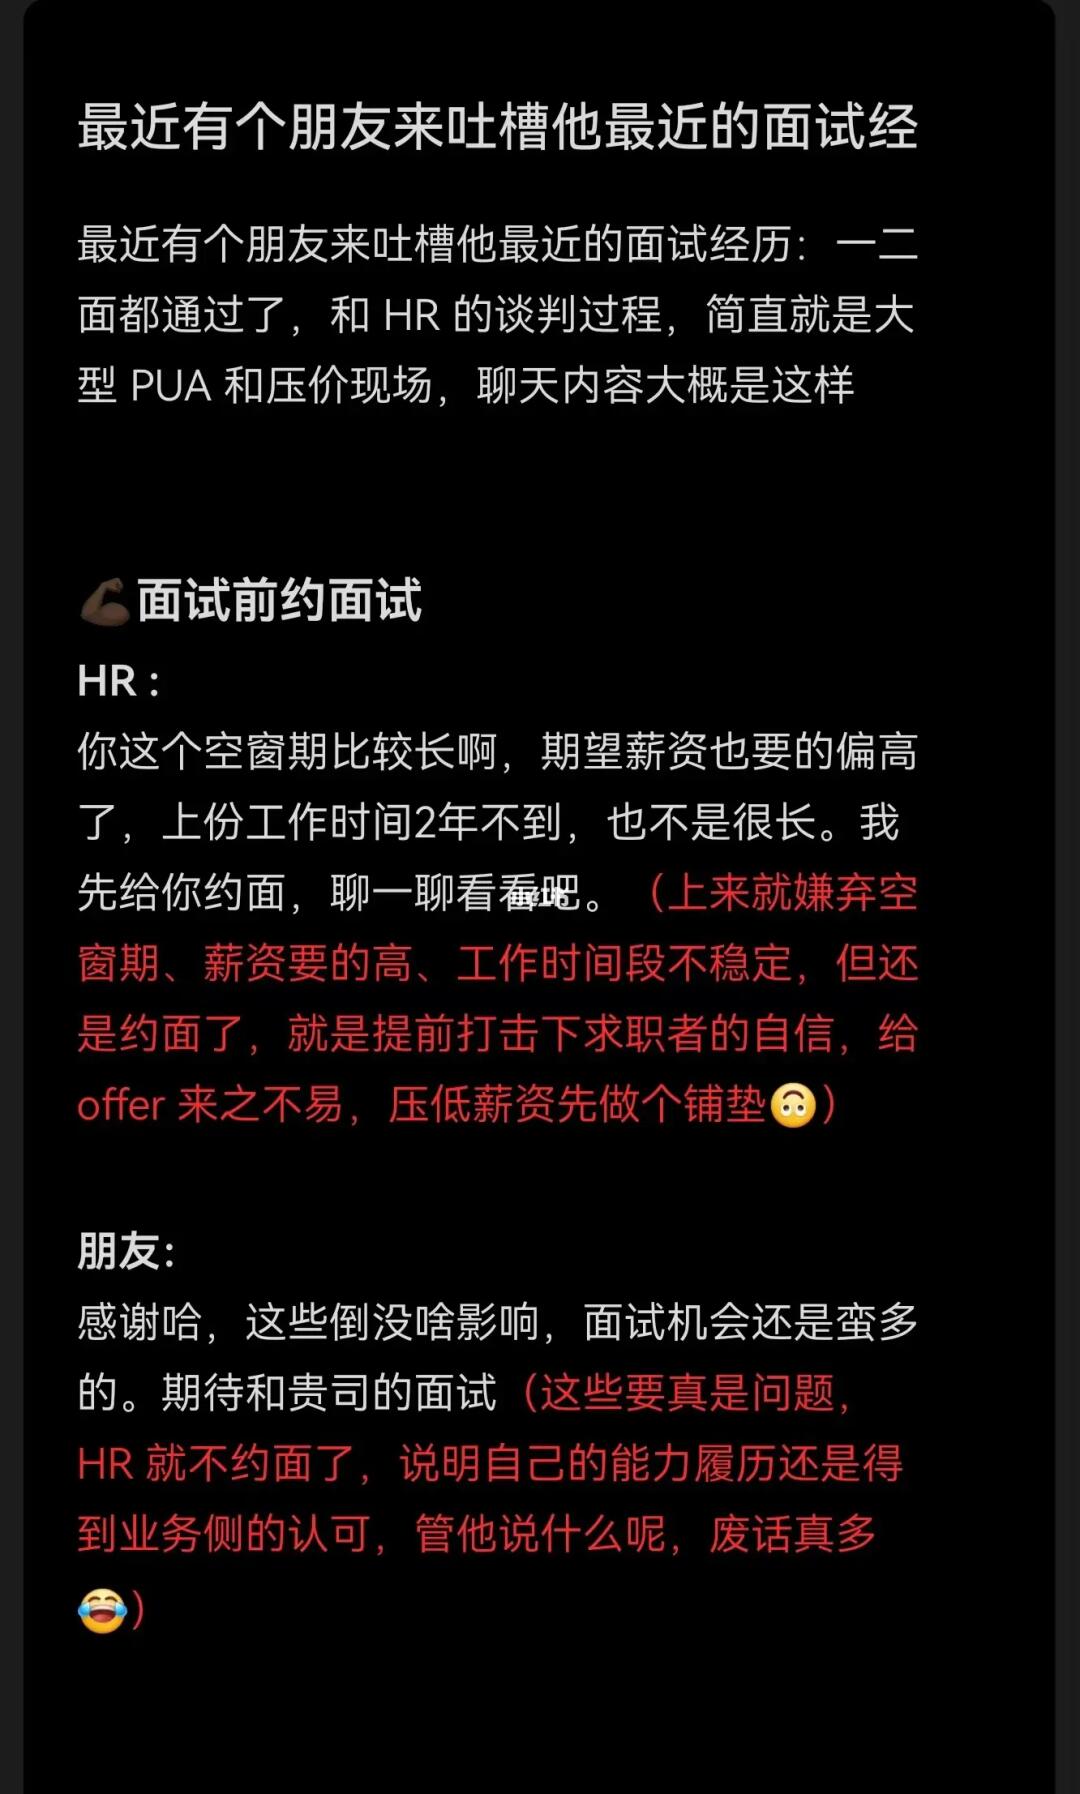 最近有个朋友来吐槽他最近的面试经
最近有个朋友来吐槽他最近的面试经历：一二
面都通过了，和 HR 的谈判过程，简直就是大
型 PUA 和压价现场，聊天内容大概是这样
💪🏿面试前约面试
HR：
你这个空窗期比较长啊，期望薪资也要的偏高
了，上份工作时间2年不到，也不是很长。我
先给你约面，聊一聊看看吧。（上来就嫌弃空
窗期、薪资要的高、工作时间段不稳定，但还
是约面了，就是提前打击下求职者的自信，给
offer 来之不易，压低薪资先做个铺垫🙃）
朋友：
感谢哈，这些倒没啥影响，面试机会还是蛮多
的。期待和贵司的面试（这些要真是问题，
HR 就不约面了，说明自己的能力履历还是得
到业务侧的认可，管他说什么呢，废话真多
😂）